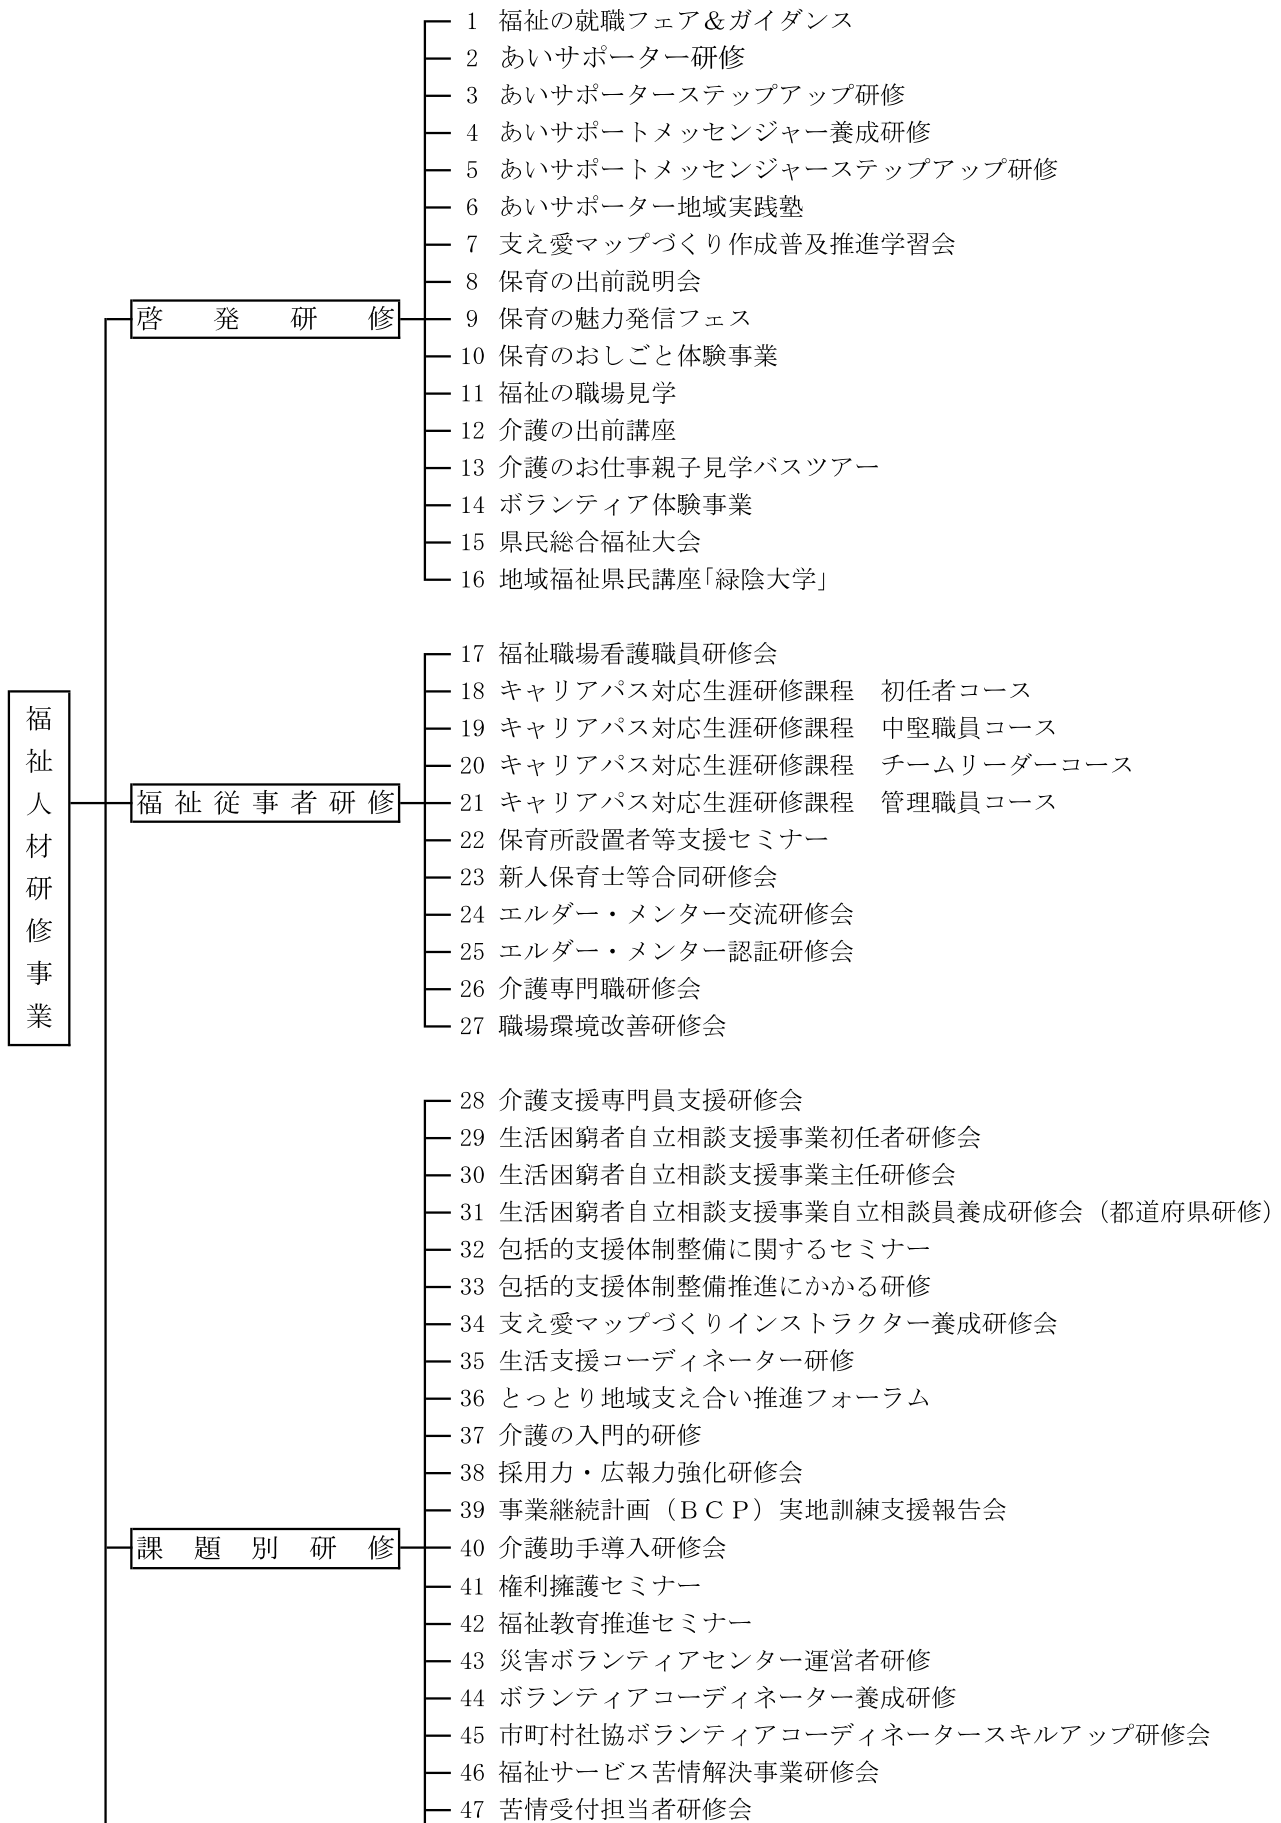 福祉人材研修事業
啓発研修
1 福祉の就職フェア＆ガイダンス
2 あいサポーター研修
3 あいサポーターステップアップ研修
4 あいサポートメッセンジャー養成研修
5 あいサポートメッセンジャーステップアップ研修
6 あいサポーター地域実践塾
7 支え愛マップづくり作成普及推進学習会
8 保育の出前説明会
9 保育の魅力発信フェス
10 保育のおしごと体験事業
11 福祉の職場見学
12 介護の出前講座
13 介護のお仕事親子見学バスツアー
14 ボランティア体験事業
15 県民総合福祉大会
16 地域福祉県民講座「緑陰大学」
福祉従事者研修
17 福祉職場看護職員研修会
18 キャリアパス対応生涯研修課程　初任者コース
19 キャリアパス対応生涯研修課程　中堅職員コース
20 キャリアパス対応生涯研修課程　チームリーダーコース
21 キャリアパス対応生涯研修課程　管理職員コース
22 保育所設置者等支援セミナー
23 新人保育士等合同研修会
24 エルダー・メンター交流研修会
25 エルダー・メンター認証研修会
26 介護専門職研修会
27 職場環境改善研修会
課題別研修
28 介護支援専門員支援研修会
29 生活困窮者自立相談支援事業初任者研修会
30 生活困窮者自立相談支援事業主任研修会
31 生活困窮者自立相談支援事業自立相談員養成研修会（都道府県研修）
32 包括的支援体制整備に関するセミナー
33 包括的支援体制整備推進にかかる研修
34 支え愛マップづくりインストラクター養成研修会
35 生活支援コーディネーター研修
36 とっとり地域支え合い推進フォーラム
37 介護の入門的研修
38 採用力・広報力強化研修会
39 事業継続計画（ＢＣＰ）実地訓練支援報告会
40 介護助手導入研修会
41 権利擁護セミナー
42 福祉教育推進セミナー
43 災害ボランティアセンター運営者研修
44 ボランティアコーディネーター養成研修
45 市町村社協ボランティアコーディネータースキルアップ研修会
46 福祉サービス苦情解決事業研修会
47 苦情受付担当者研修会